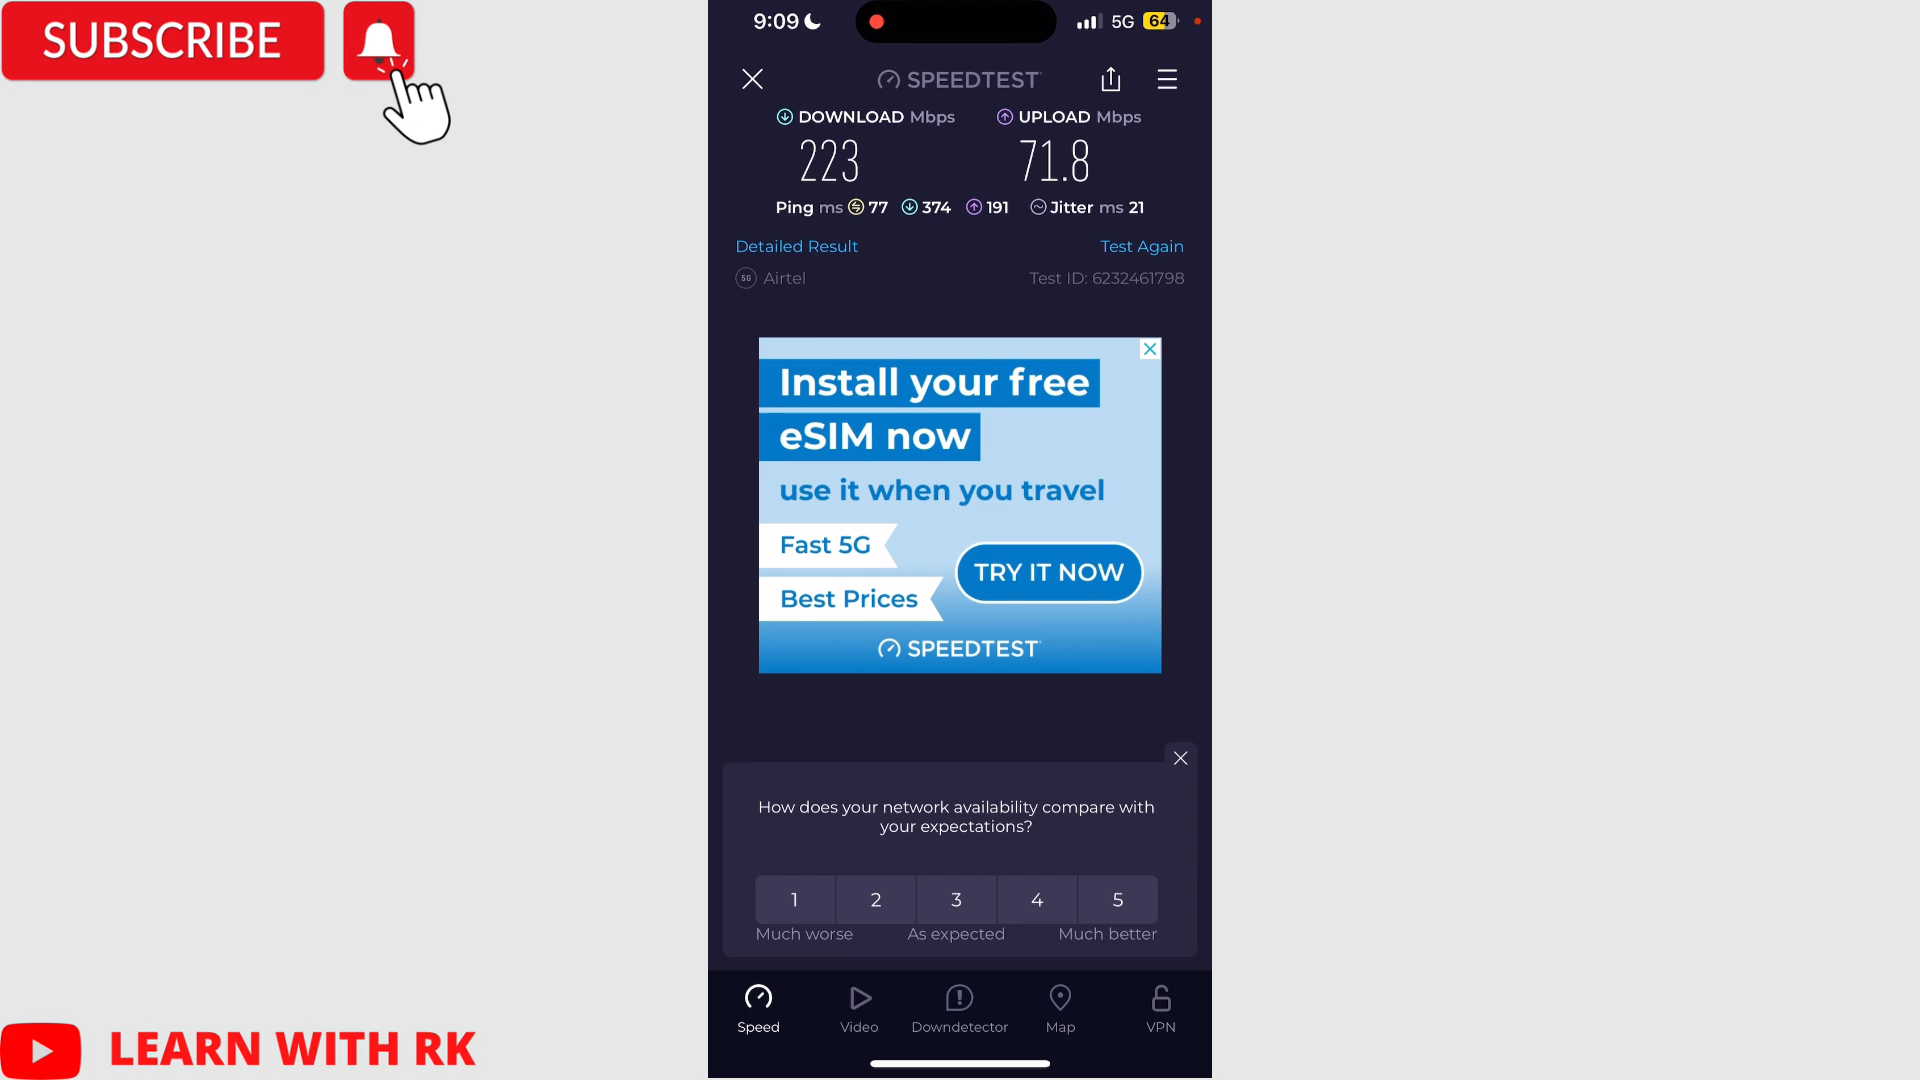 SUBSCRIBE
9:09
5G 64
SPEEDTEST
DOWNLOAD Mbps UPLOAD Mbps
223 71.8
Ping ms 77 374 191 Jitter ms 21
Detailed Result Test Again
5G Airtel Test ID: 6232461798
Install your free
eSIM now
use it when you travel
Fast 5G
TRY IT NOW
Best Prices
SPEEDTEST
How does your network availability compare with
your expectations?
1 2 3 4 5
Much worse As expected Much better
Speed Video Downdetector Map VPN
LEARN WITH RK